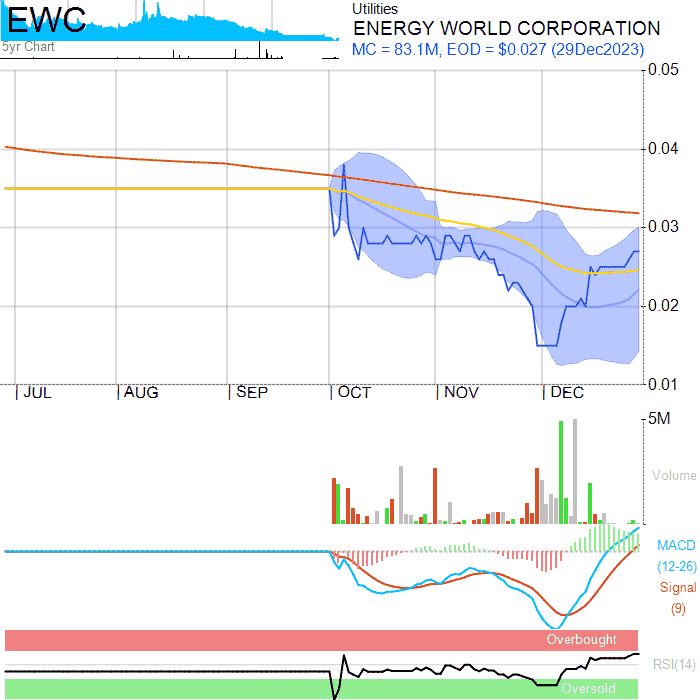 EWC
5yr Chart
Utilities
ENERGY WORLD CORPORATION
MC = 83.1M, EOD = $0.027 (29Dec2023)
0.05
0.04
0.03
0.02
0.01
JUL AUG SEP OCT NOV DEC
5M
Volume
MACD
(12-26)
Signal
(9)
Overbought
RSI(14)
Oversold